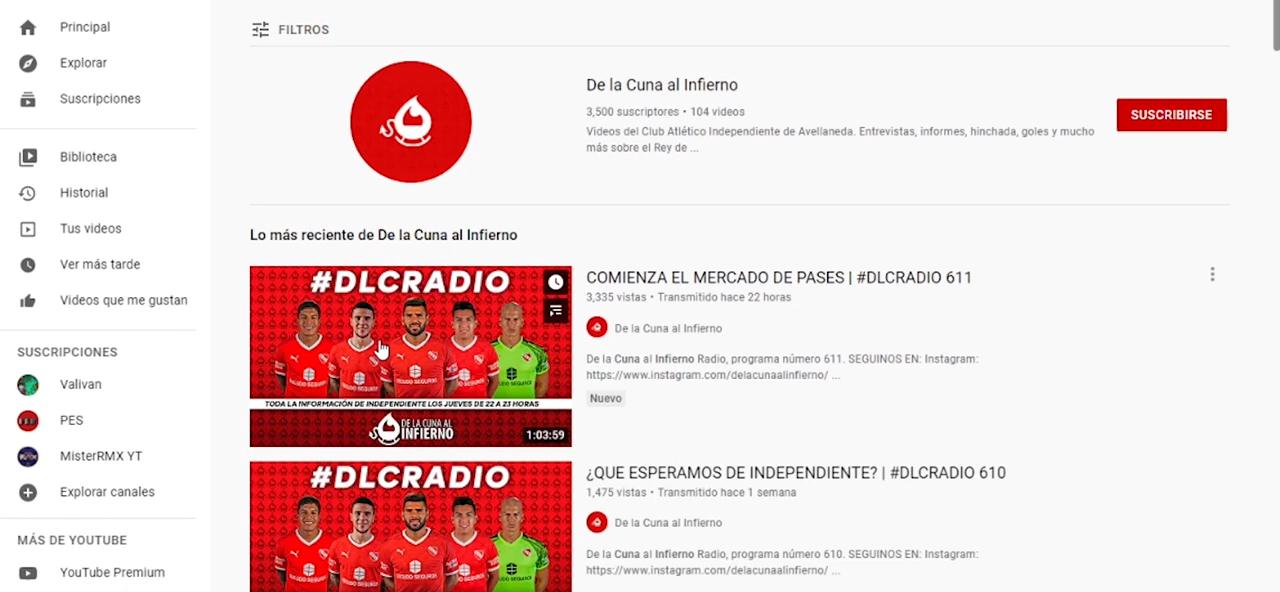 Principal
Explorar
Suscripciones
Biblioteca
Historial
Tus videos
Ver más tarde
Videos que me gustan
SUSCRIPCIONES
Valivan
PES
MisterRMX YT
Explorar canales
MÁS DE YOUTUBE
YouTube Premium
FILTROS
De la Cuna al Infierno
3,500 suscriptores • 104 videos
Videos del Club Atlético Independiente de Avellaneda. Entrevistas, informes, hinchada, goles y mucho
más sobre el Rey de ...
SUSCRIBIRSE
Lo más reciente de De la Cuna al Infierno
#DLCRADIO
TODA LA INFORMACIÓN DE INDEPENDIENTE LOS JUEVES DE 22 A 23 HORAS
DE LA CUNA AL
INFIERNO
1:03:59
COMIENZA EL MERCADO DE PASES | #DLCRADIO 611
3,335 vistas • Transmitido hace 22 horas
De la Cuna al Infierno
De la Cuna al Infierno Radio, programa número 611. SEGUINOS EN: Instagram:
https://www.instagram.com/delacunaalinfierno/ ...
Nuevo
#DLCRADIO
¿QUE ESPERAMOS DE INDEPENDIENTE? | #DLCRADIO 610
1,475 vistas • Transmitido hace 1 semana
De la Cuna al Infierno
De la Cuna al Infierno Radio, programa número 610. SEGUINOS EN: Instagram:
https://www.instagram.com/delacunaalinfierno/ ...